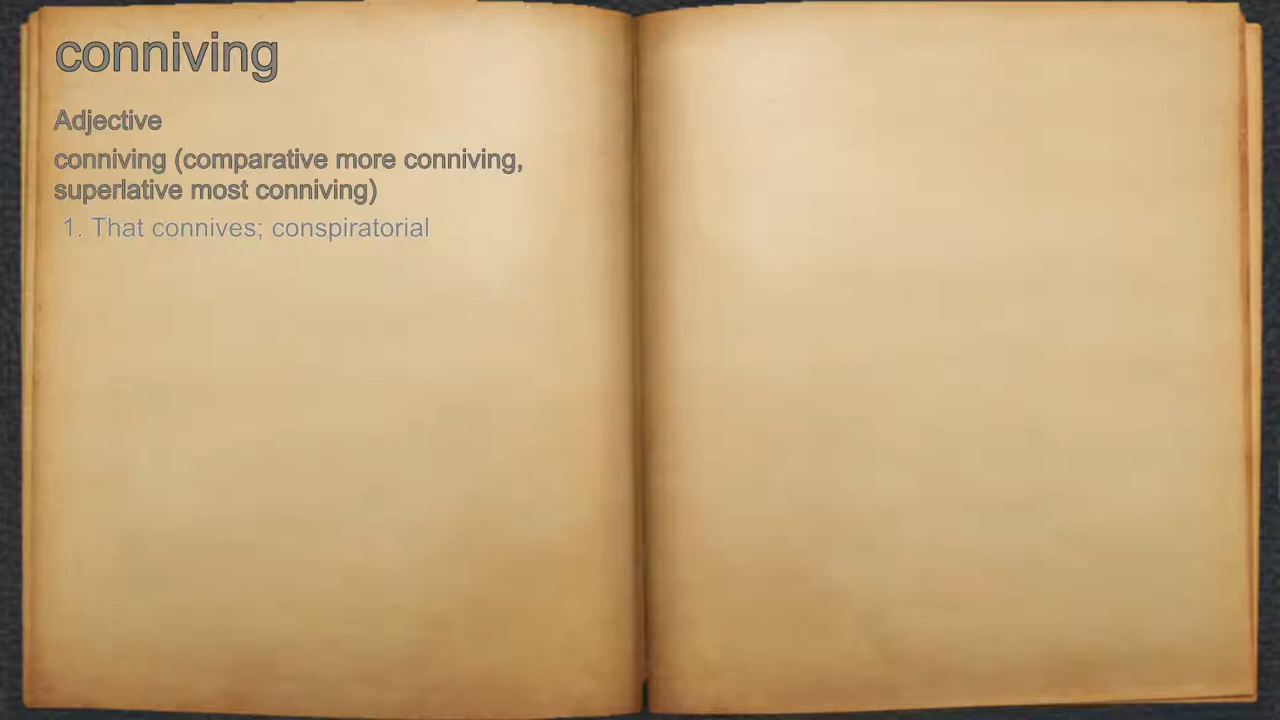 conniving
Adjective
conniving (comparative more conniving,
superlative most conniving)
1. That connives; conspiratorial